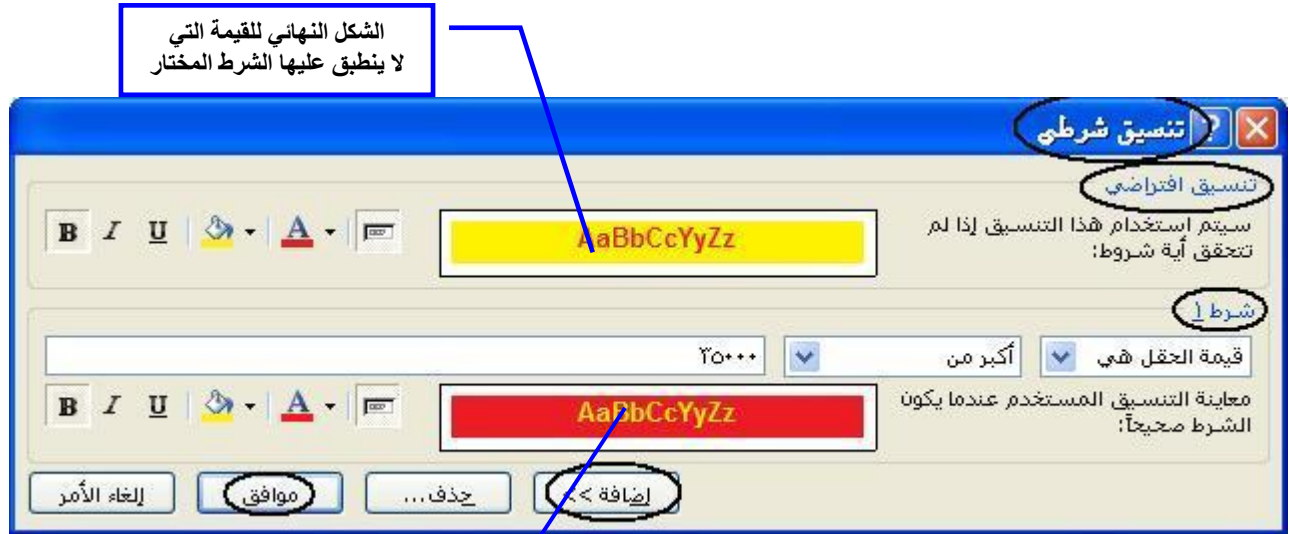 الشكل النهائي للقيمة التي
لا ينطبق عليها الشرط المختار
تنسيق شرطي
تنسيق افتراضي
سيتم استخدام هذا التنسيق إذا لم
تتحقق أية شروط:
AaBbCcYyZz
B I U A
شرط ١
قيمة الحقل هي أكبر من ٢٥٠٠٠
معاينة التنسيق المستخدم عندما يكون
الشرط صحيحاً:
AaBbCcYyZz
B I U A
إضافة >> حذف... موافق إلغاء الأمر